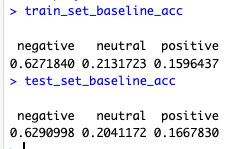 > train_set_baseline_acc
negative neutral positive
0.6271840 0.2131723 0.1596437
> test_set_baseline_acc
negative neutral positive
0.6290998 0.2041172 0.1667830